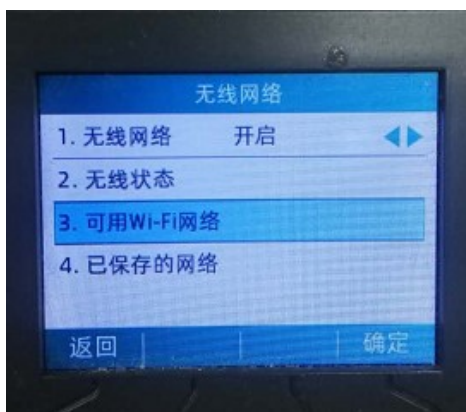 无线网络
1. 无线网络 开启
2. 无线状态
3. 可用Wi-Fi网络
4. 已保存的网络
返回 确定